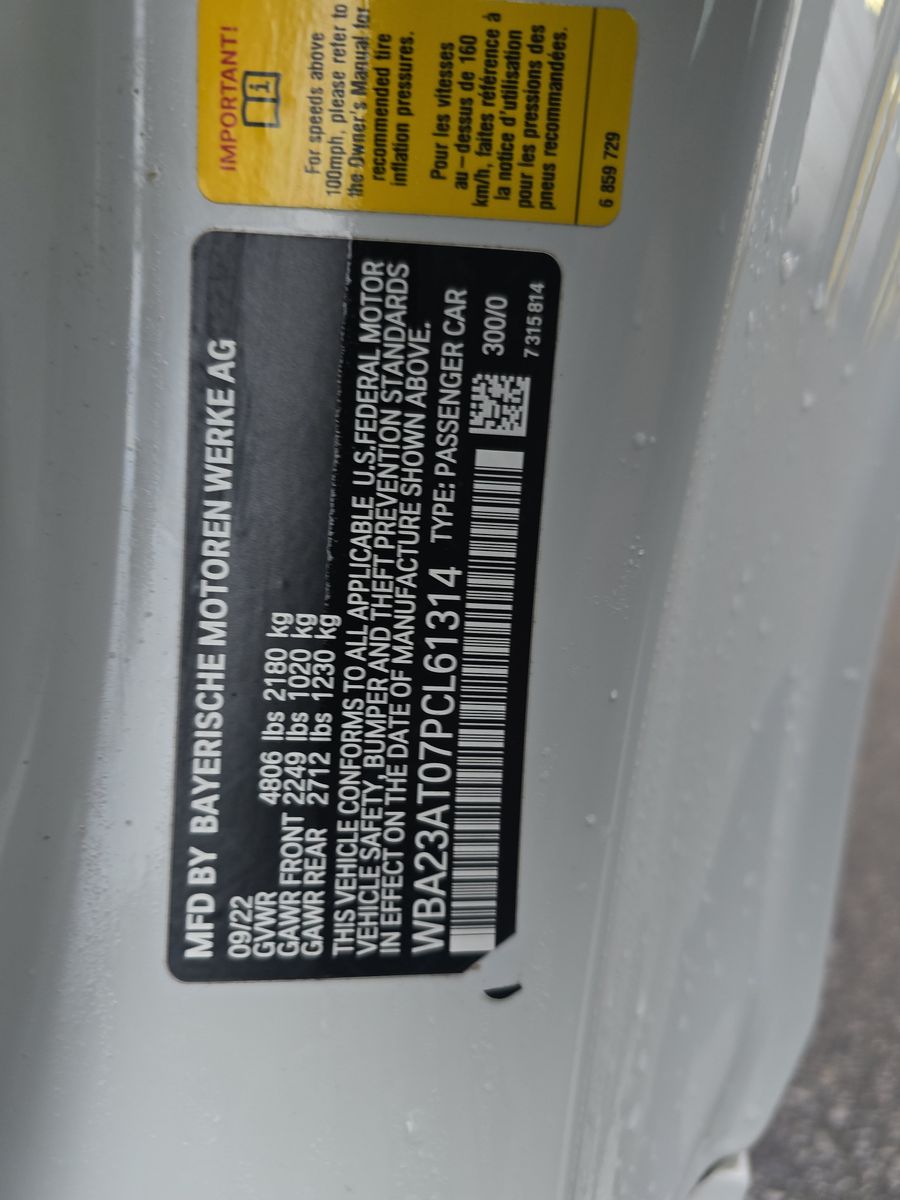 MFD BY BAYERISCHE MOTOREN WERKE AG
09/22
GVWR 4806 lbs 2180 kg
GAWR FRONT 2249 lbs 1020 kg
GAWR REAR 2712 lbs 1230 kg
THIS VEHICLE CONFORMS TO ALL APPLICABLE U.S.FEDERAL MOTOR
VEHICLE SAFETY, BUMPER AND THEFT PREVENTION STANDARDS
IN EFFECT ON THE DATE OF MANUFACTURE SHOWN ABOVE.
WBA23AT07PCL61314 TYPE: PASSENGER CAR
300/0
7 315 814
IMPORTANT!
For speeds above
100mph, please refer to
the Owner's Manual for
recommended tire
inflation pressures.
Pour les vitesses
au-dessus de 160
km/h, faites référence à
la notice d'utilisation
pour les pressions des
pneus recommandées.
6 859 729